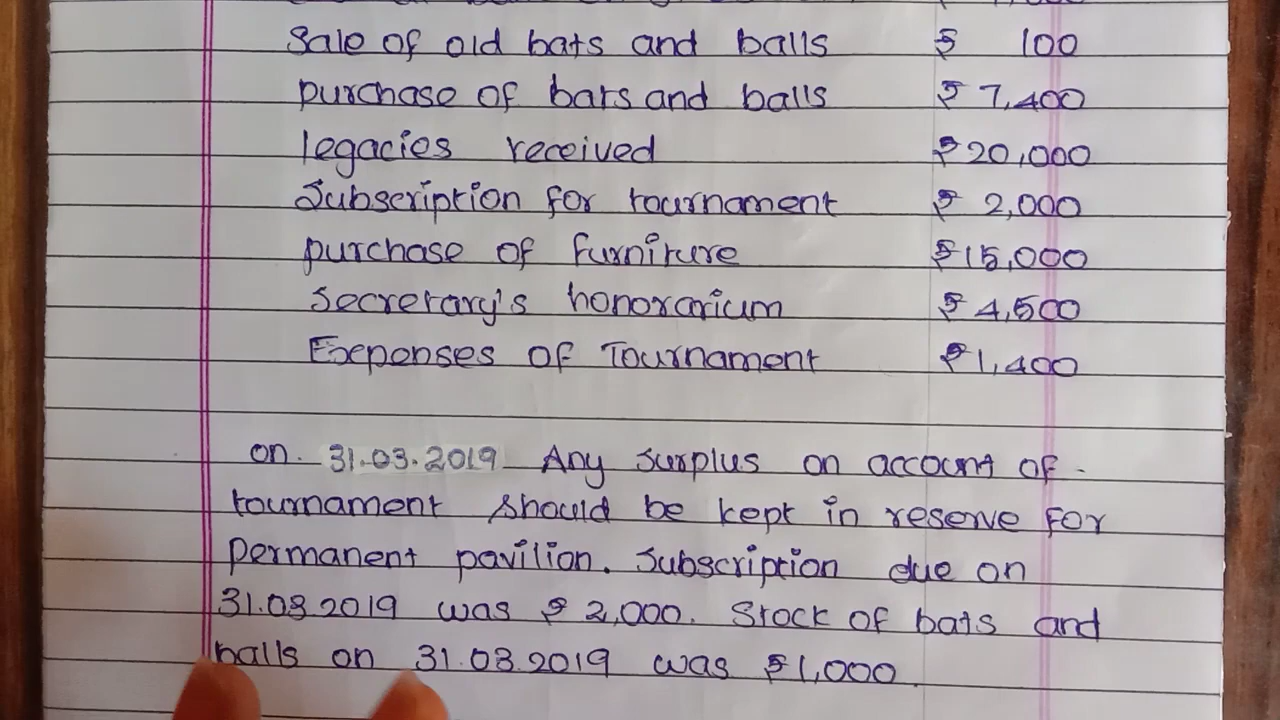 Sale of old bats and balls ₹ 100
purchase of bats and balls ₹ 7,400
legacies received ₹ 20,000
Subscription for tournament ₹ 2,000
purchase of furniture ₹ 15,000
Secretary's honorarium ₹ 4,500
Expenses of Tournament ₹ 1,400
on. 31.03.2019 Any surplus on account of
tournament should be kept in reserve for
permanent pavilion. Subscription due on
31.03.2019 was ₹ 2,000. Stock of bats and
balls on 31.03.2019 was ₹ 1,000.